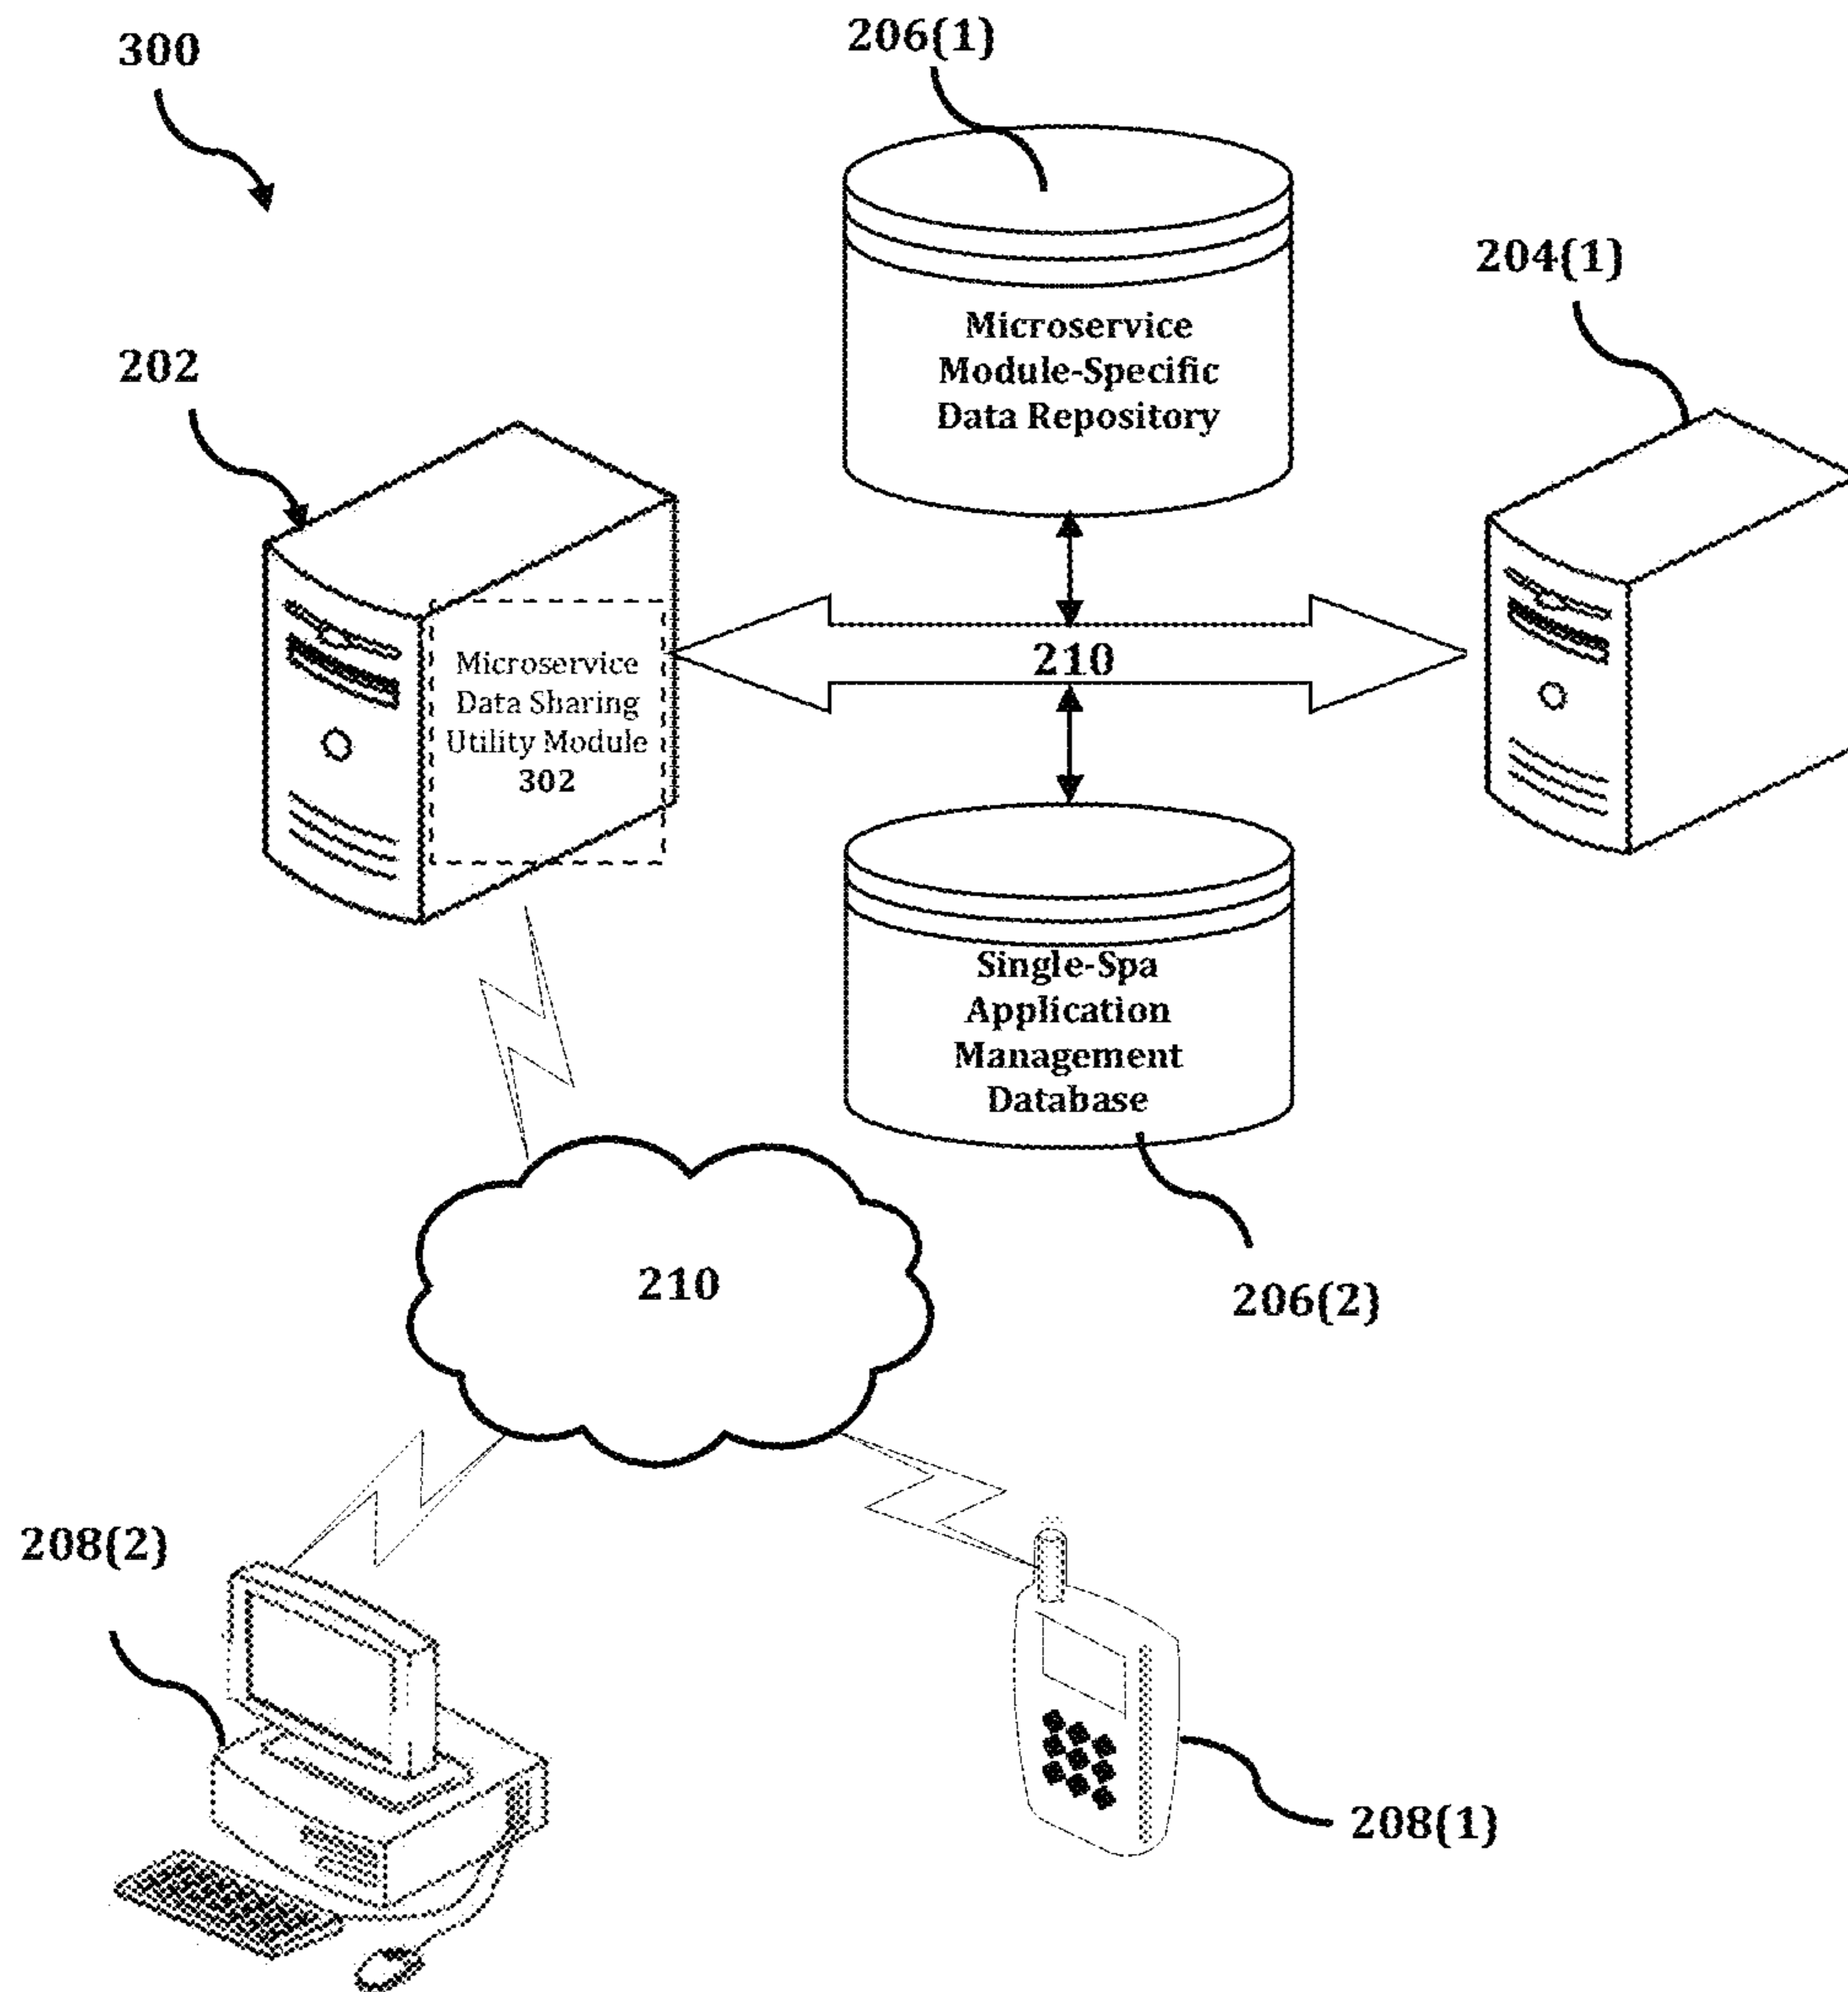 300
206(1)
204(1)
202
Microservice
Module-Specific
Data Repository
Microservice
Data Sharing
Utility Module
302
210
Single-Spa
Application
Management
Database
210
206(2)
208(2)
208(1)